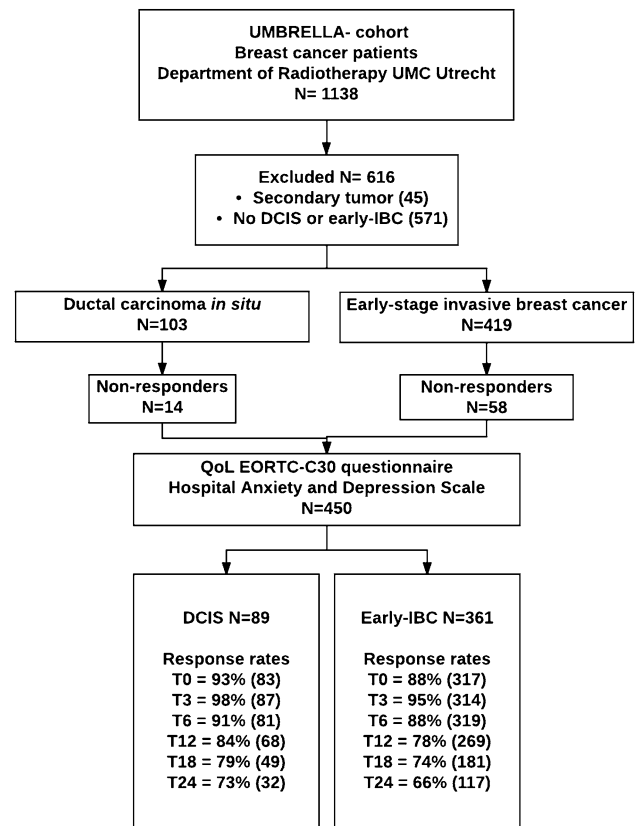 UMBRELLA- cohort
Breast cancer patients
Department of Radiotherapy UMC Utrecht
N= 1138
Excluded N= 616
• Secondary tumor (45)
• No DCIS or early-IBC (571)
Ductal carcinoma in situ
N=103
Early-stage invasive breast cancer
N=419
Non-responders
N=14
Non-responders
N=58
QoL EORTC-C30 questionnaire
Hospital Anxiety and Depression Scale
N=450
DCIS N=89
Response rates
T0 = 93% (83)
T3 = 98% (87)
T6 = 91% (81)
T12 = 84% (68)
T18 = 79% (49)
T24 = 73% (32)
Early-IBC N=361
Response rates
T0 = 88% (317)
T3 = 95% (314)
T6 = 88% (319)
T12 = 78% (269)
T18 = 74% (181)
T24 = 66% (117)